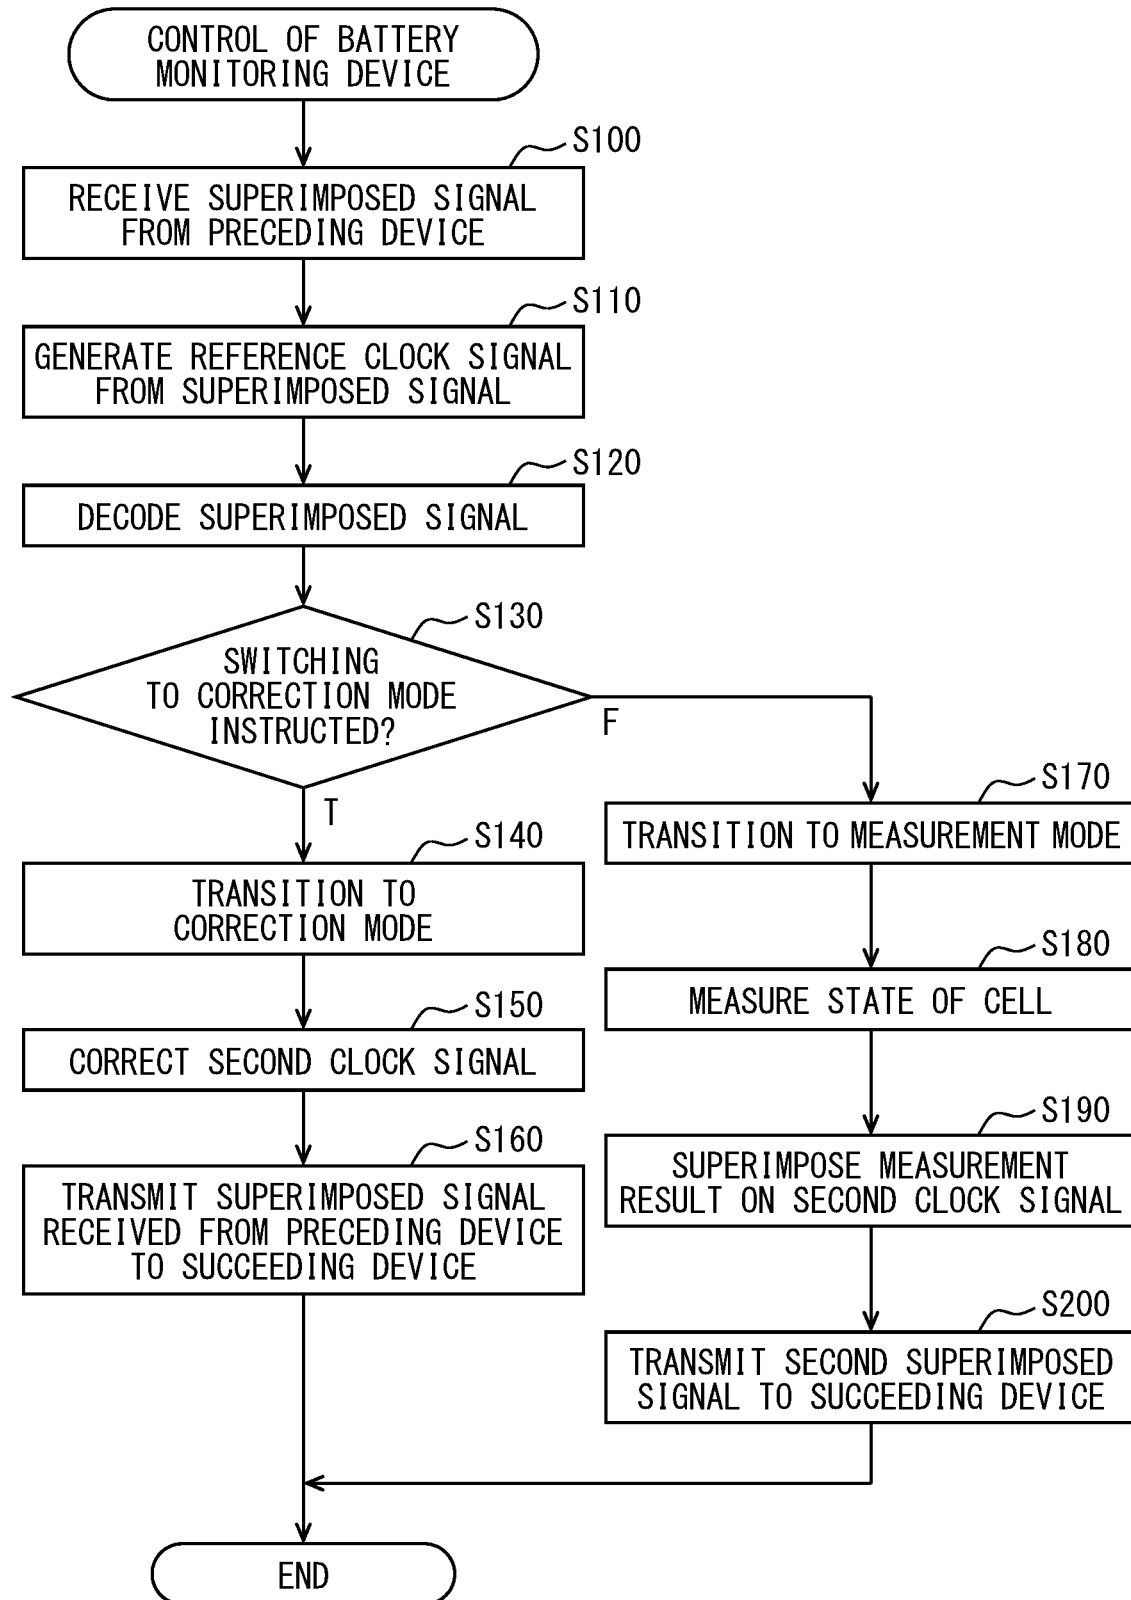 CONTROL OF BATTERY
MONITORING DEVICE
S100
RECEIVE SUPERIMPOSED SIGNAL
FROM PRECEDING DEVICE
S110
GENERATE REFERENCE CLOCK SIGNAL
FROM SUPERIMPOSED SIGNAL
S120
DECODE SUPERIMPOSED SIGNAL
S130
SWITCHING
TO CORRECTION MODE
INSTRUCTED?
F
T
S140
TRANSITION TO
CORRECTION MODE
S150
CORRECT SECOND CLOCK SIGNAL
S160
TRANSMIT SUPERIMPOSED SIGNAL
RECEIVED FROM PRECEDING DEVICE
TO SUCCEEDING DEVICE
S170
TRANSITION TO MEASUREMENT MODE
S180
MEASURE STATE OF CELL
S190
SUPERIMPOSE MEASUREMENT
RESULT ON SECOND CLOCK SIGNAL
S200
TRANSMIT SECOND SUPERIMPOSED
SIGNAL TO SUCCEEDING DEVICE
END